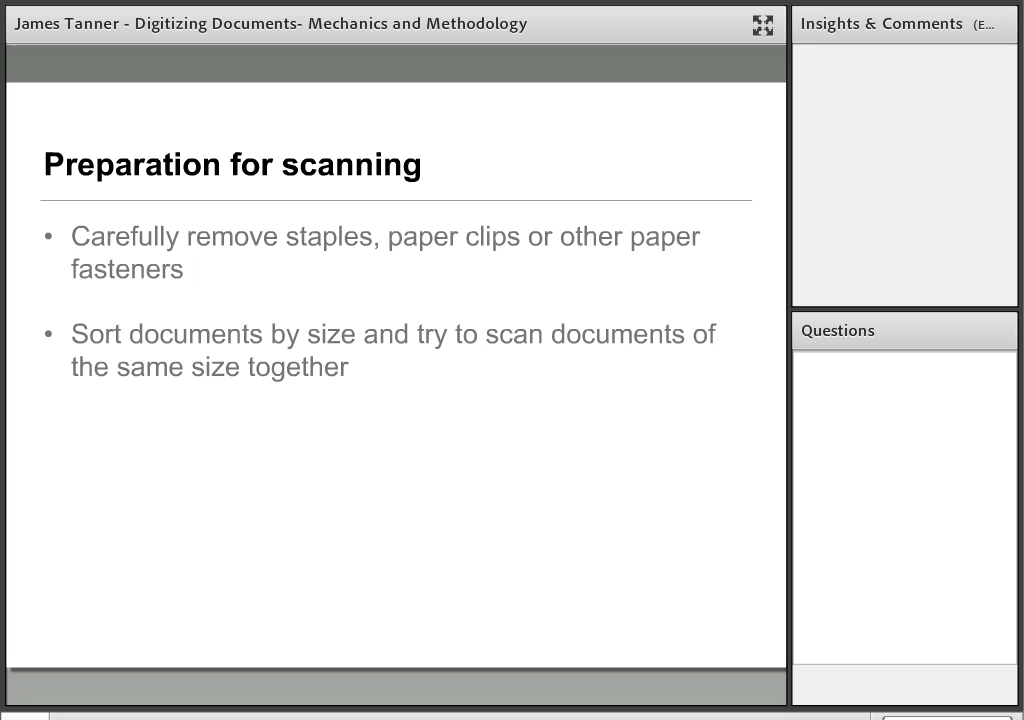 James Tanner - Digitizing Documents- Mechanics and Methodology
Insights & Comments (E...
Preparation for scanning
• Carefully remove staples, paper clips or other paper
fasteners
• Sort documents by size and try to scan documents of
the same size together
Questions